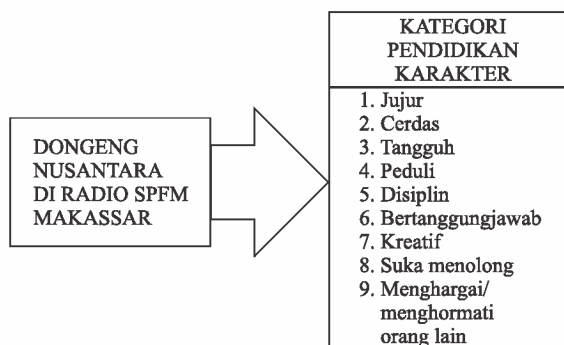 DONGENG
NUSANTARA
DI RADIO SPFM
MAKASSAR
KATEGORI
PENDIDIKAN
KARAKTER
1. Jujur
2. Cerdas
3. Tangguh
4. Peduli
5. Disiplin
6. Bertanggungjawab
7. Kreatif
8. Suka menolong
9. Menghargai/
menghormati
orang lain